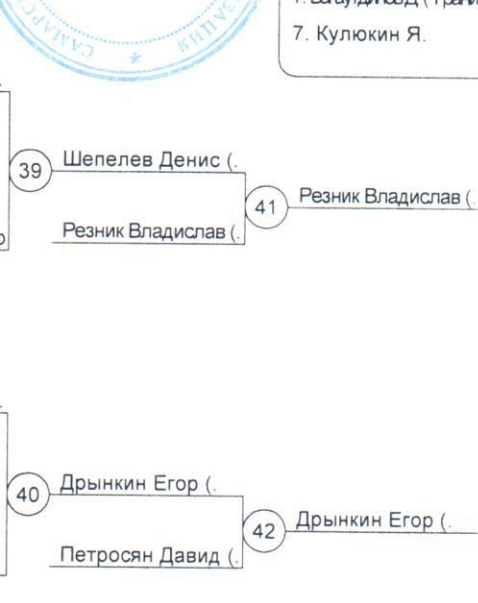 7. Кулюкин Я.
39
Шепелев Денис (.
Резник Владислав (.
41
Резник Владислав (.
40
Дрынкин Егор (.
Петросян Давид (.
42
Дрынкин Егор (.